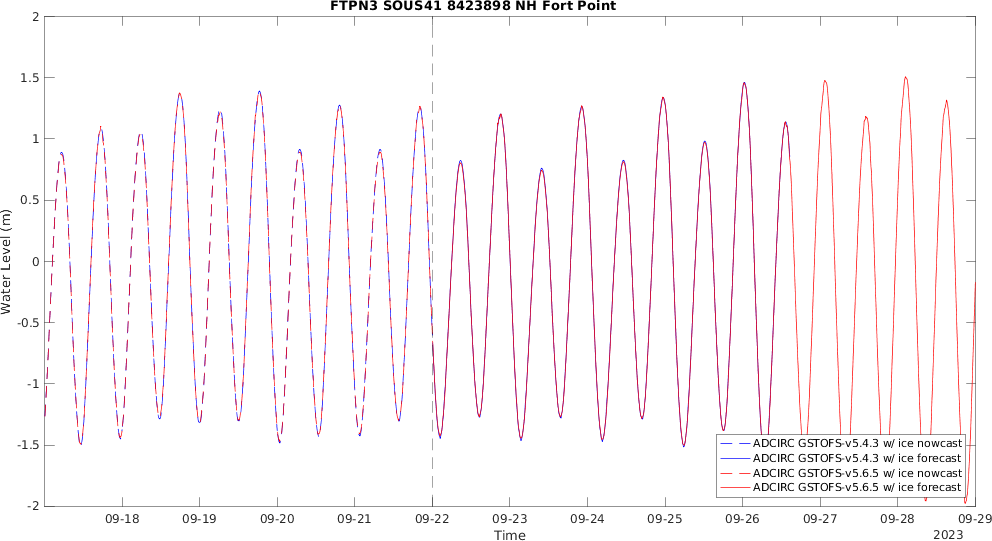 FTPN3 SOUS41 8423898 NH Fort Point
Water Level (m)
2
1.5
1
0.5
0
-0.5
-1
-1.5
-2
ADCIRC GSTOFS-v5.4.3 w/ ice nowcast
ADCIRC GSTOFS-v5.4.3 w/ ice forecast
ADCIRC GSTOFS-v5.6.5 w/ ice nowcast
ADCIRC GSTOFS-v5.6.5 w/ ice forecast
09-18 09-19 09-20 09-21 09-22 09-23 09-24 09-25 09-26 09-27 09-28 09-29
Time
2023